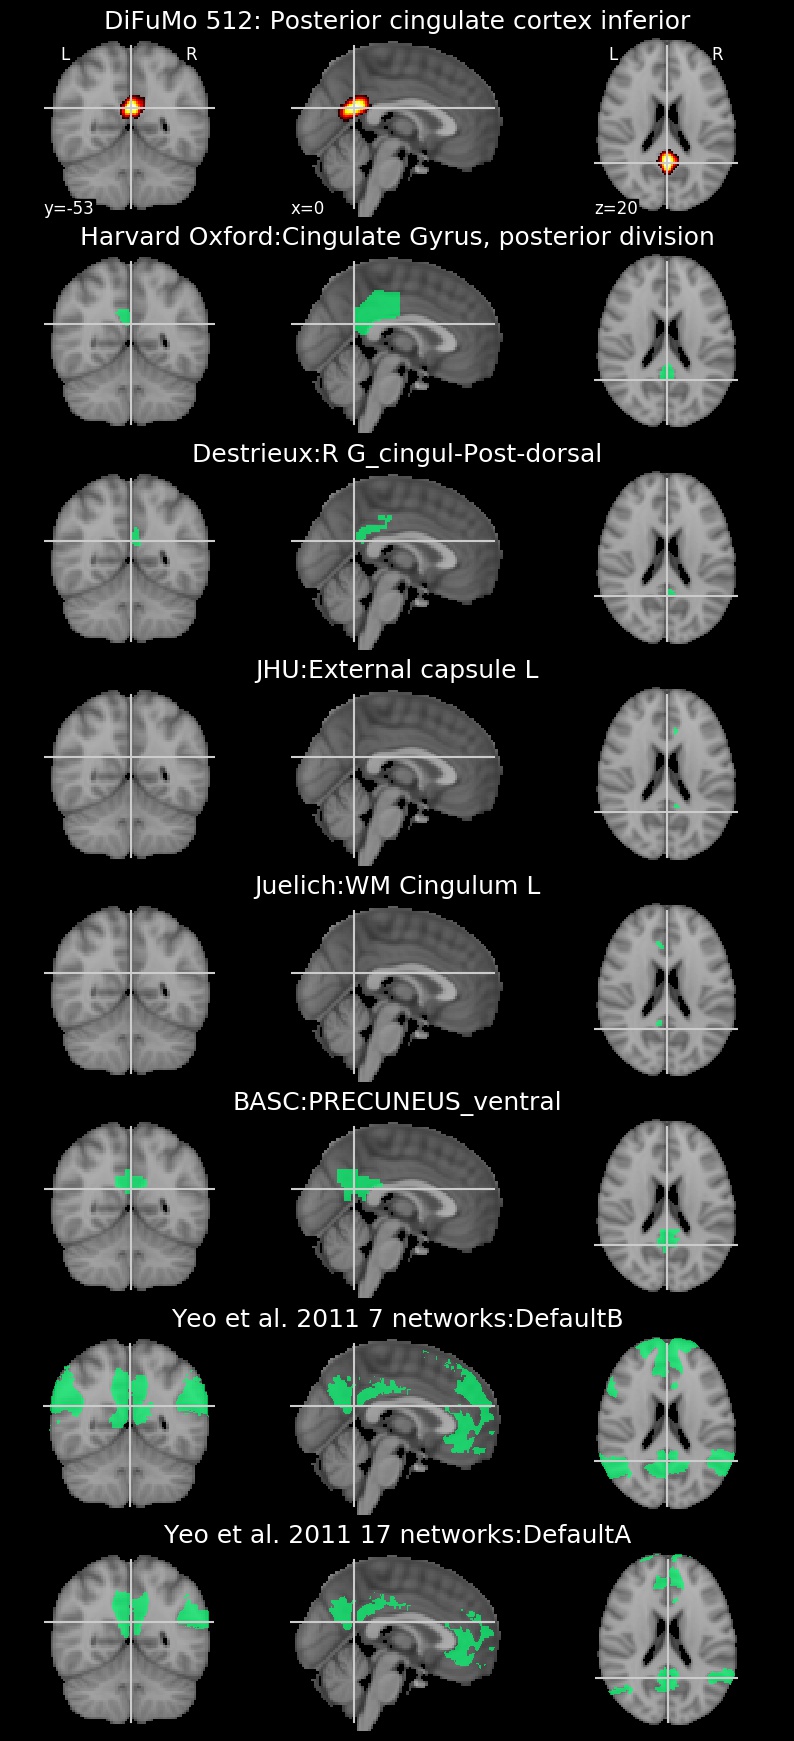 DiFuMo 512: Posterior cingulate cortex inferior
L R L R
y=-53 x=0 z=20
Harvard Oxford:Cingulate Gyrus, posterior division
Destrieux:R G_cingul-Post-dorsal
JHU:External capsule L
Juelich:WM Cingulum L
BASC:PRECUNEUS_ventral
Yeo et al. 2011 7 networks:DefaultB
Yeo et al. 2011 17 networks:DefaultA